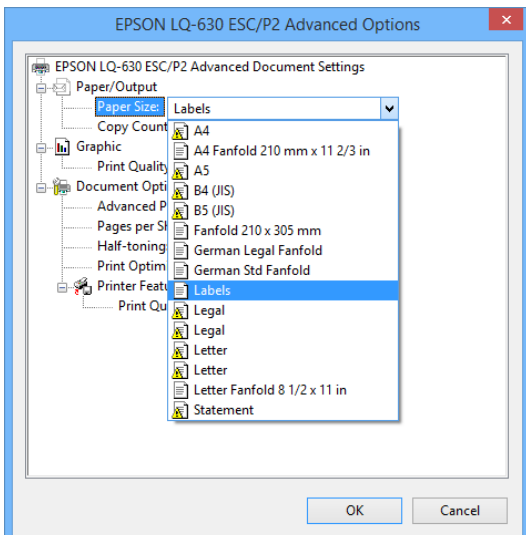 EPSON LQ-630 ESC/P2 Advanced Options
EPSON LQ-630 ESC/P2 Advanced Document Settings
Paper/Output
Paper Size: Labels
Copy Count
A4
Graphic
A4 Fanfold 210 mm x 11 2/3 in
Print Quality
A5
Document Opti
B4 (JIS)
Advanced P
B5 (JIS)
Pages per Sh
Fanfold 210 x 305 mm
Half-toning
German Legal Fanfold
Print Optim
German Std Fanfold
Printer Featu
Labels
Print Qu
Legal
Legal
Letter
Letter
Letter Fanfold 8 1/2 x 11 in
Statement
OK
Cancel